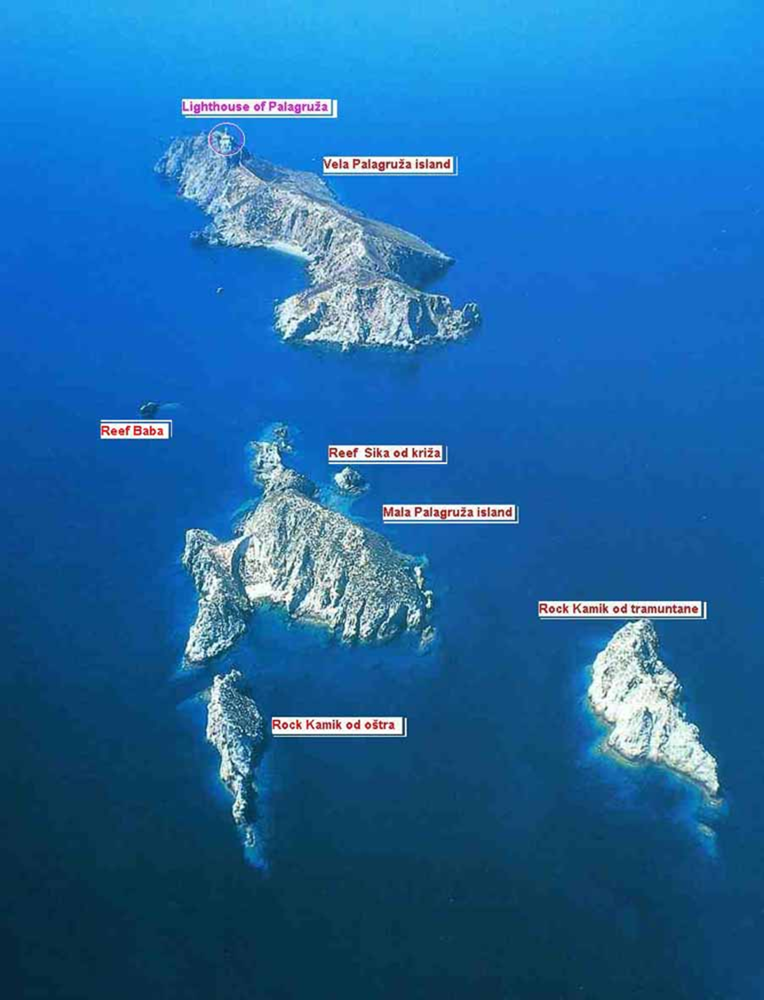 Lighthouse of Palagruža
Vela Palagruža island
Reef Baba
Reef Sika od križa
Mala Palagruža island
Rock Kamik od tramuntane
Rock Kamik od oštra